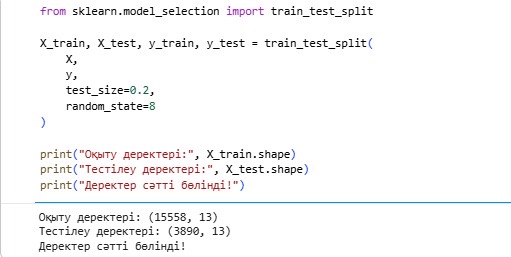 from sklearn.model_selection import train_test_split
X_train, X_test, y_train, y_test = train_test_split(
    X,
    y,
    test_size=0.2,
    random_state=8
)
print("Оқыту деректері:", X_train.shape)
print("Тестілеу деректері:", X_test.shape)
print("Деректер сәтті бөлінді!")
Оқыту деректері: (15558, 13)
Тестілеу деректері: (3890, 13)
Деректер сәтті бөлінді!